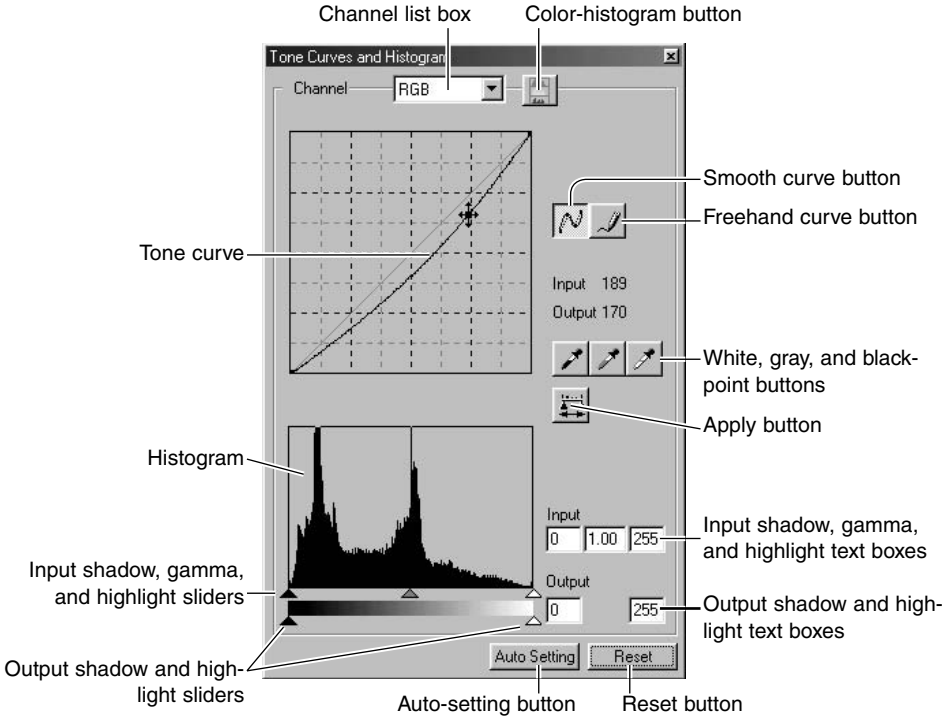 Channel list box
Color-histogram button
Tone Curves and Histogram
Channel
RGB
Smooth curve button
Freehand curve button
Tone curve
Input 189
Output 170
White, gray, and black-
point buttons
Apply button
Histogram
Input
0 1.00 255
Input shadow, gamma,
and highlight text boxes
Input shadow, gamma,
and highlight sliders
Output
0 255
Output shadow and high-
light text boxes
Output shadow and high-
light sliders
Auto Setting
Reset
Auto-setting button
Reset button